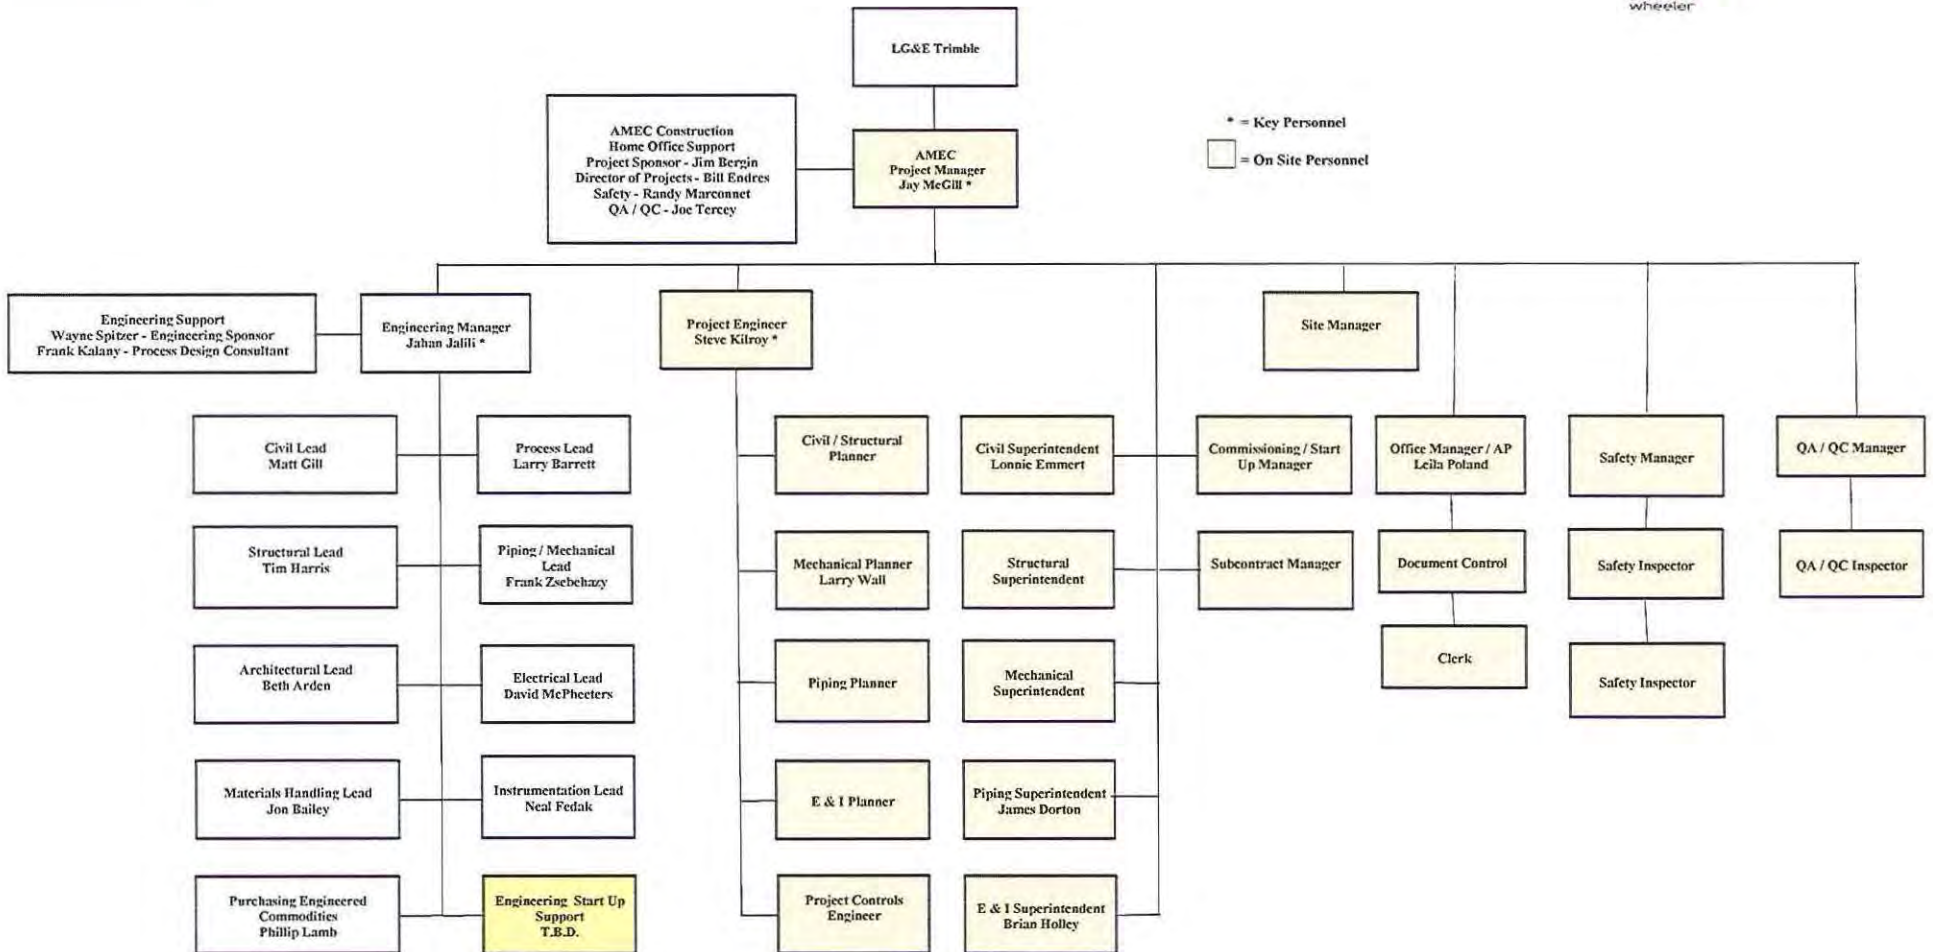 wheeler
LG&E Trimble
AMEC Construction
Home Office Support
Project Sponsor - Jim Bergin
Director of Projects - Bill Endres
Safety - Randy Marconnet
QA / QC - Joe Tercey
AMEC
Project Manager
Jay McGill *
* = Key Personnel
= On Site Personnel
Engineering Support
Wayne Spitzer - Engineering Sponsor
Frank Kalany - Process Design Consultant
Engineering Manager
Jahan Jalili *
Project Engineer
Steve Kilroy *
Site Manager
Civil Lead
Matt Gill
Process Lead
Larry Barrett
Civil / Structural
Planner
Civil Superintendent
Lonnie Emmert
Commissioning / Start
Up Manager
Office Manager / AP
Leila Poland
Safety Manager
QA / QC Manager
Structural Lead
Tim Harris
Piping / Mechanical
Lead
Frank Zsebehazy
Mechanical Planner
Larry Wall
Structural
Superintendent
Subcontract Manager
Document Control
Safety Inspector
QA / QC Inspector
Architectural Lead
Beth Arden
Electrical Lead
David McPheeters
Piping Planner
Mechanical
Superintendent
Clerk
Safety Inspector
Materials Handling Lead
Jon Bailey
Instrumentation Lead
Neal Fedak
E & I Planner
Piping Superintendent
James Dorton
Purchasing Engineered
Commodities
Phillip Lamb
Engineering Start Up
Support
T.B.D.
Project Controls
Engineer
E & I Superintendent
Brian Holley